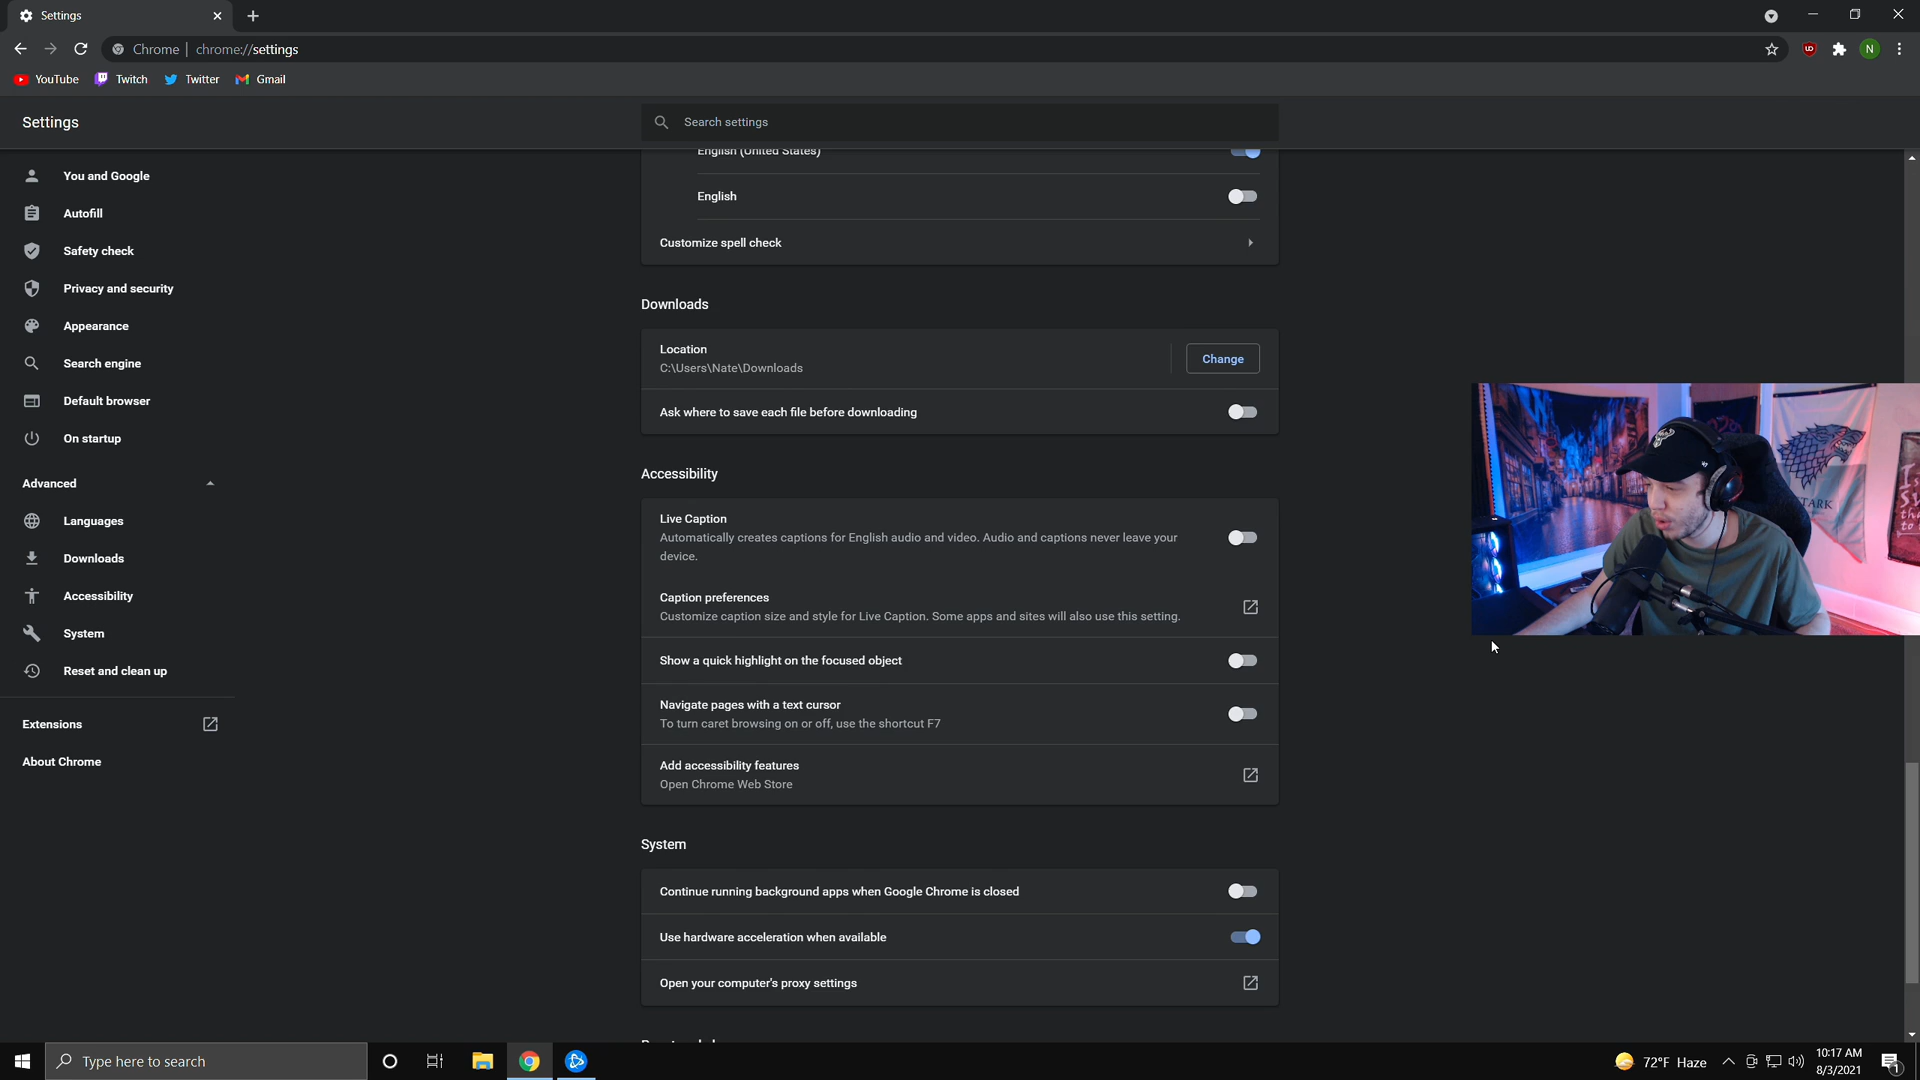 Settings
Chrome | chrome://settings
YouTube
Twitch
Twitter
Gmail
Settings
Search settings
You and Google
Autofill
Safety check
Privacy and security
Appearance
Search engine
Default browser
On startup
Advanced
Languages
Downloads
Accessibility
System
Reset and clean up
Extensions
About Chrome
English (United States)
English
Customize spell check
Downloads
Location
C:\Users\Nate\Downloads
Change
Ask where to save each file before downloading
Accessibility
Live Caption
Automatically creates captions for English audio and video. Audio and captions never leave your
device.
Caption preferences
Customize caption size and style for Live Caption. Some apps and sites will also use this setting.
Show a quick highlight on the focused object
Navigate pages with a text cursor
To turn caret browsing on or off, use the shortcut F7
Add accessibility features
Open Chrome Web Store
System
Continue running background apps when Google Chrome is closed
Use hardware acceleration when available
Open your computer's proxy settings
N
STARK
Type here to search
72°F Haze
10:17 AM
8/3/2021
1